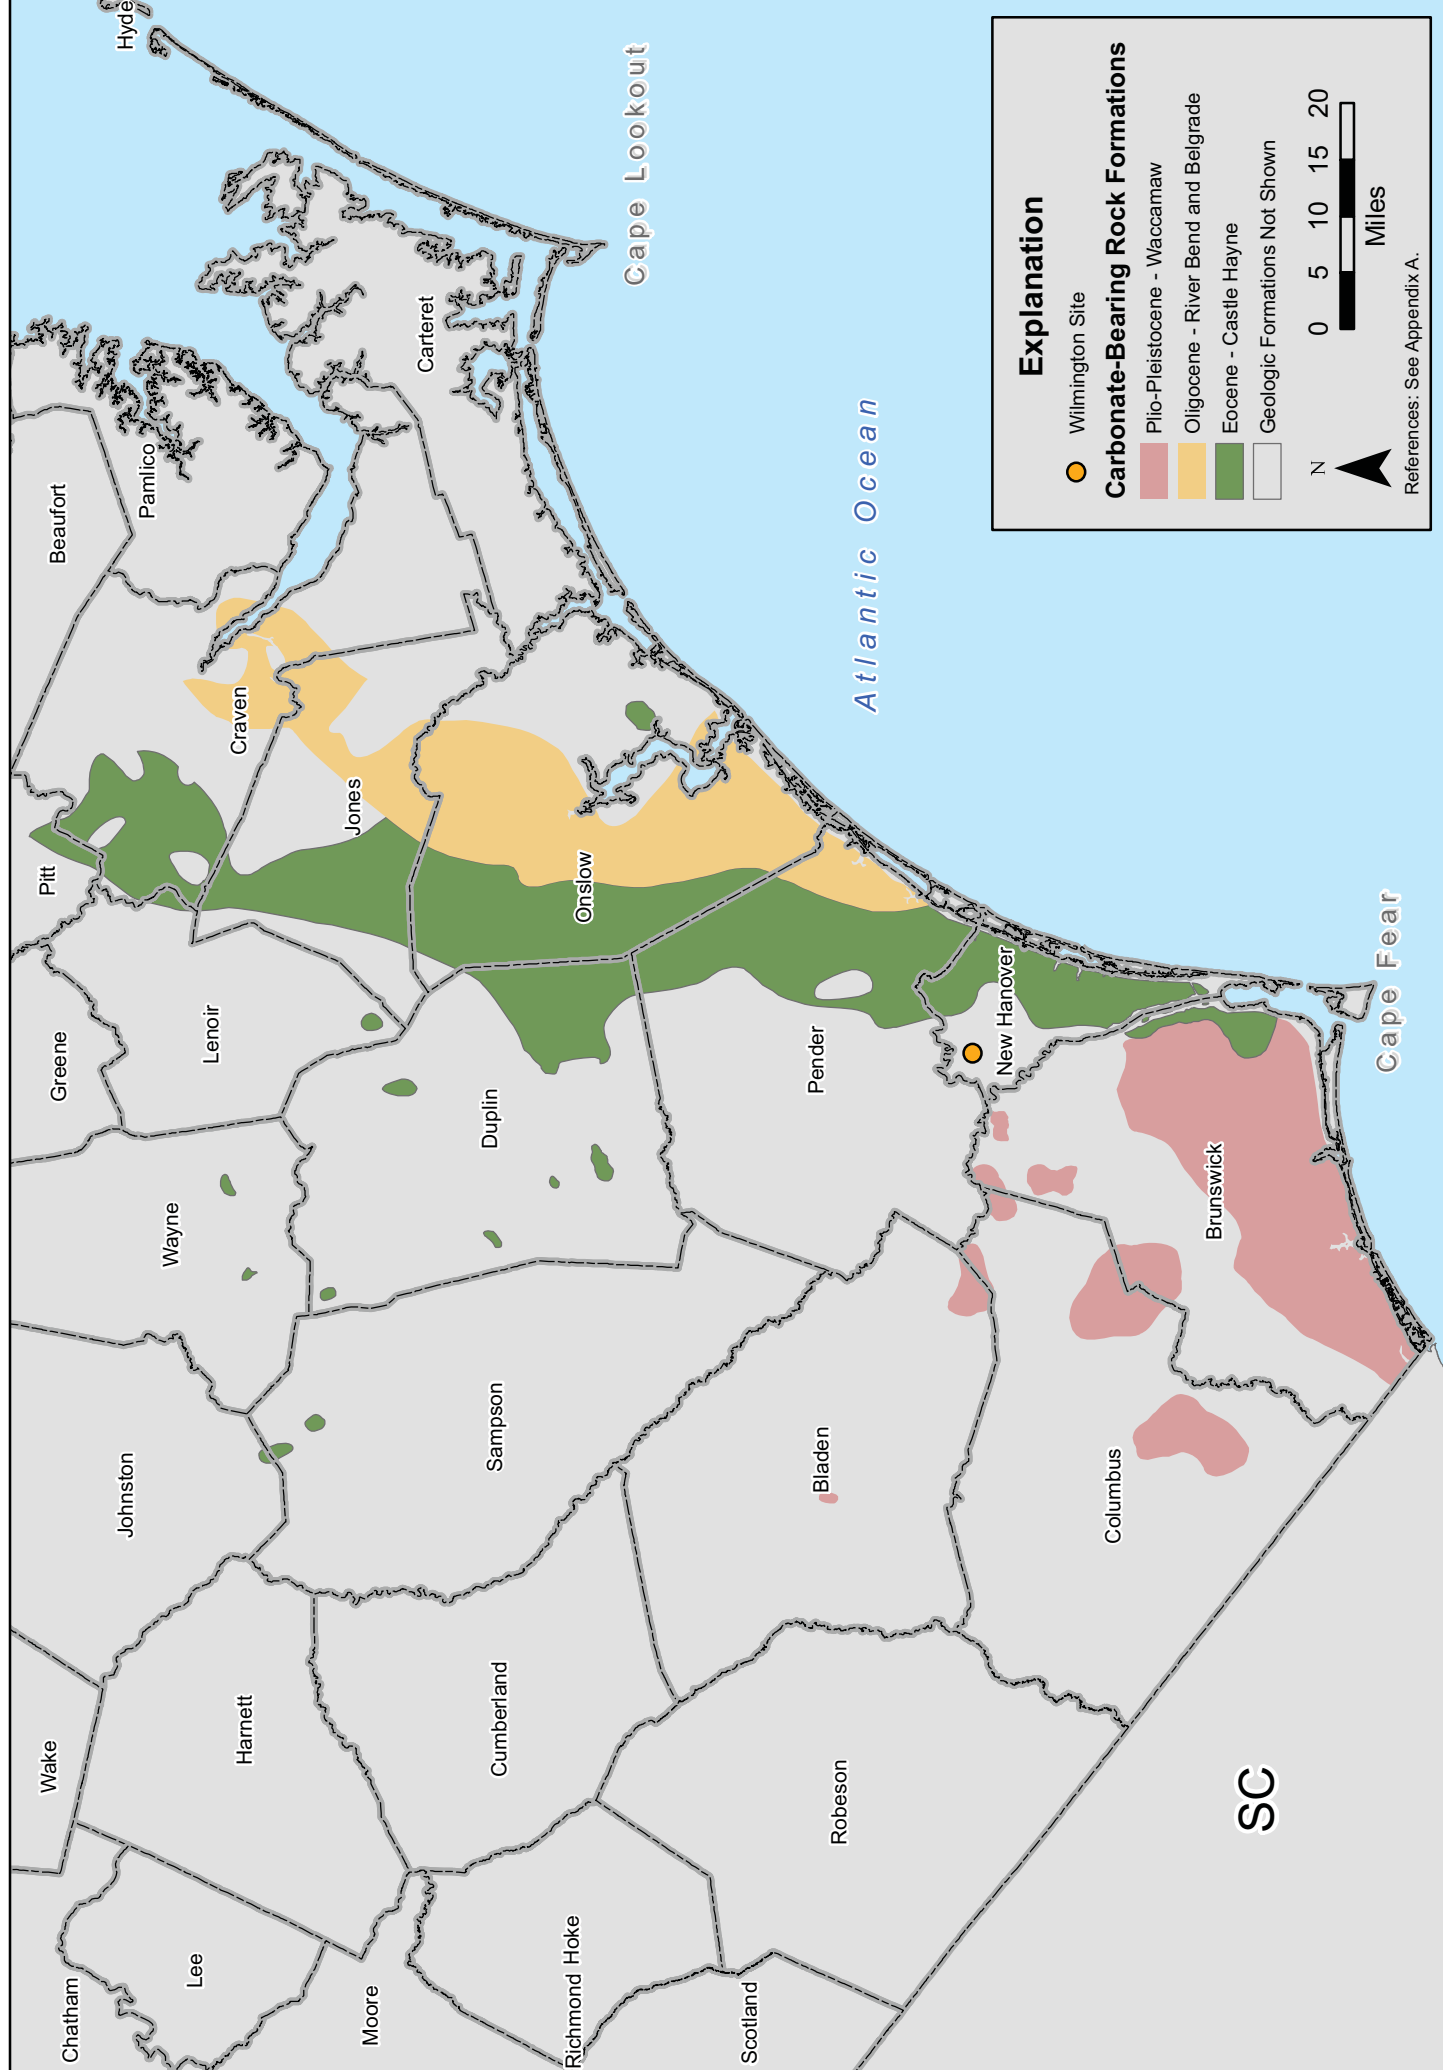 Chatham
Lee
Moore
Richmond
Hoke
Scotland
Wake
Harnett
Cumberland
Robeson
SC
Johnston
Sampson
Bladen
Columbus
Wayne
Duplin
Pender
Brunswick
Greene
Lenoir
New Hanover
Pitt
Jones
Onslow
Craven
Beaufort
Pamlico
Carteret
Hyde
Cape Lookout
Atlantic Ocean
Cape Fear
Explanation
Wilmington Site
Carbonate-Bearing Rock Formations
Plio-Pleistocene - Waccamaw
Oligocene - River Bend and Belgrade
Eocene - Castle Hayne
Geologic Formations Not Shown
N
0 5 10 15 20
Miles
References: See Appendix A.